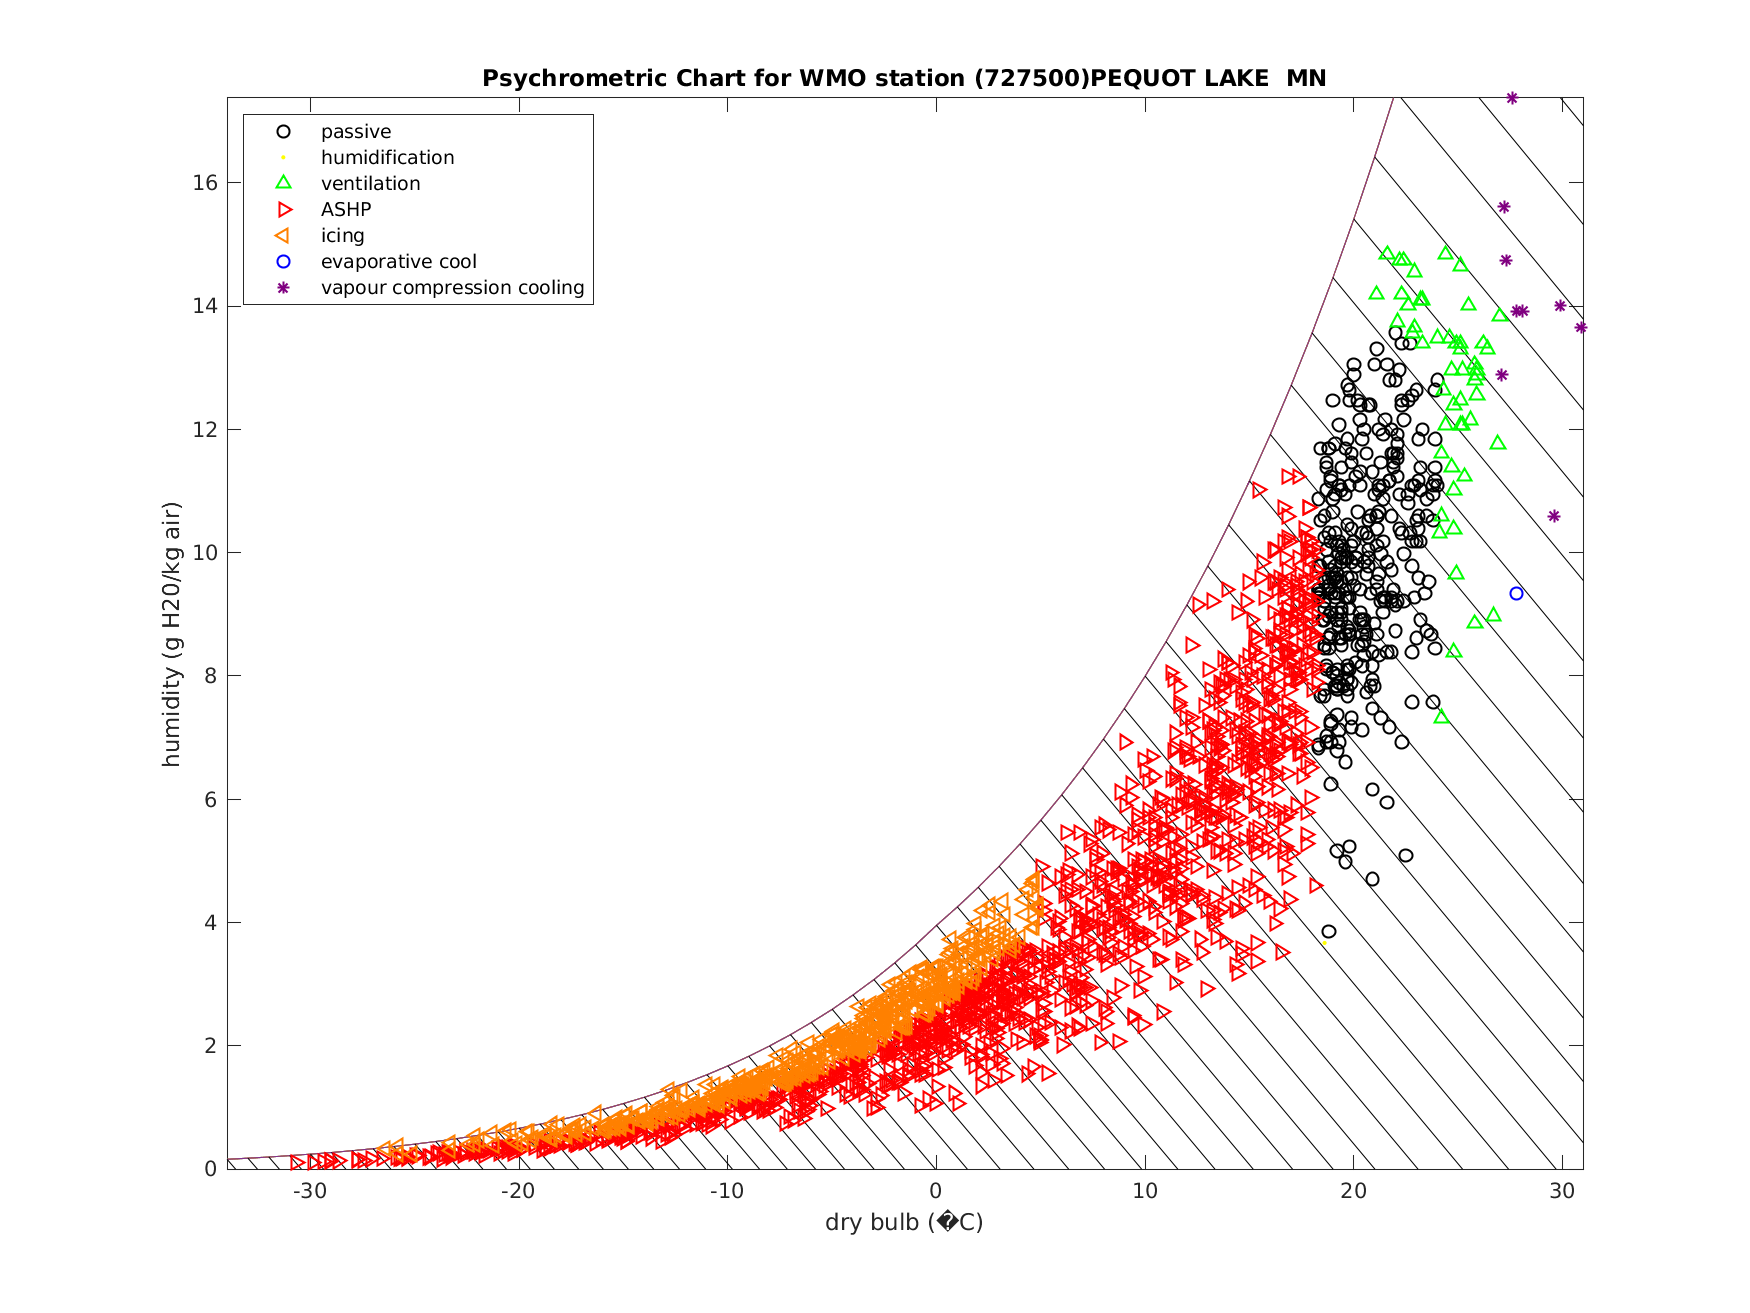 Psychrometric Chart for WMO station (727500)PEQUOT LAKE  MN
passive
humidification
ventilation
ASHP
icing
evaporative cool
vapour compression cooling
humidity (g H20/kg air)
16
14
12
10
8
6
4
2
0
-30 -20 -10 0 10 20 30
dry bulb (�C)